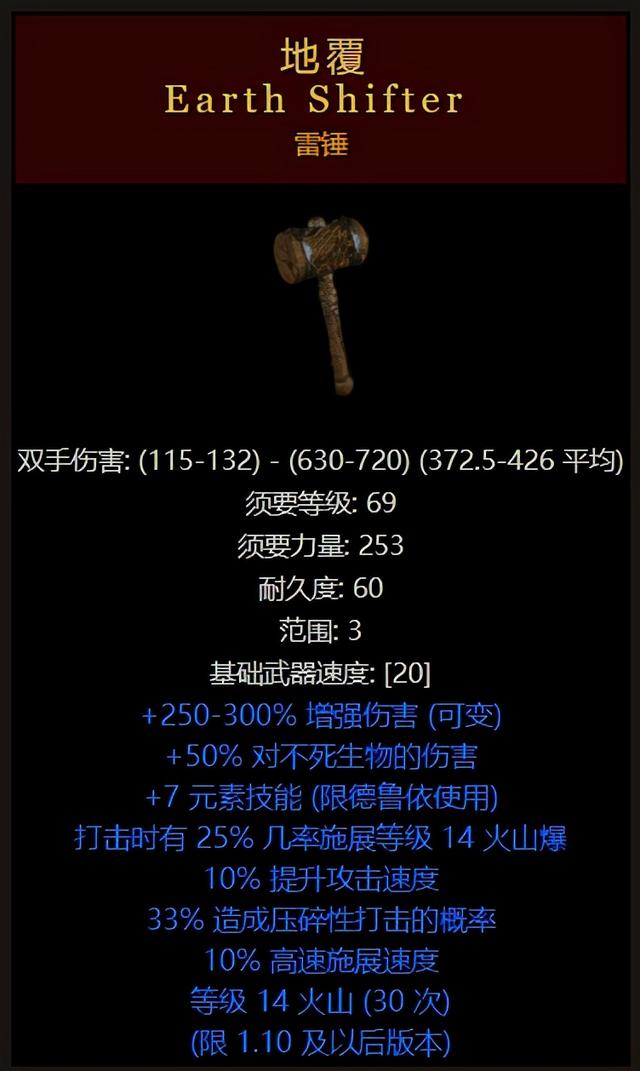 地覆
Earth Shifter
雷锤
双手伤害: (115-132) - (630-720) (372.5-426 平均)
须要等级: 69
须要力量: 253
耐久度: 60
范围: 3
基础武器速度: [20]
+250-300% 增强伤害 (可变)
+50% 对不死生物的伤害
+7 元素技能 (限德鲁依使用)
打击时有 25% 几率施展等级 14 火山爆
10% 提升攻击速度
33% 造成压碎性打击的概率
10% 高速施展速度
等级 14 火山 (30 次)
(限 1.10 及以后版本)